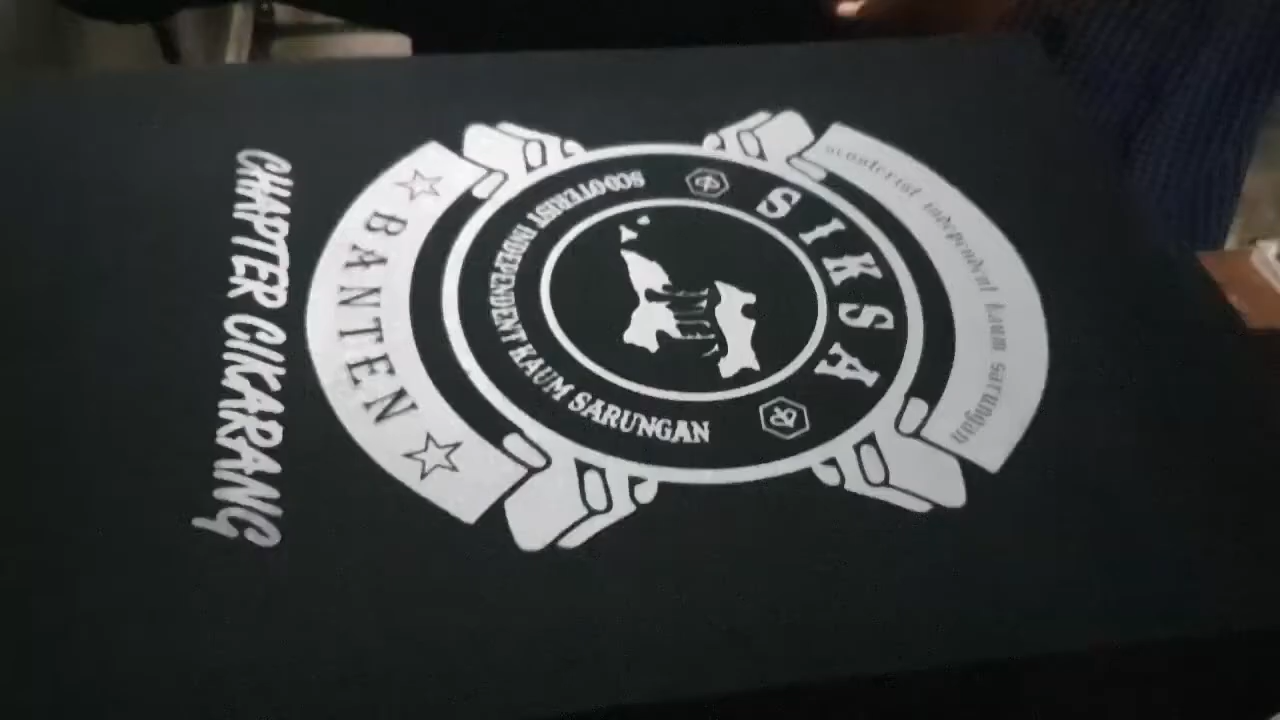 scooterist independent kaum sarungan
SIKSA
SCOOTERIST INDEPENDENT KAUM SARUNGAN
BANTEN
CHAPTER CIKARANG